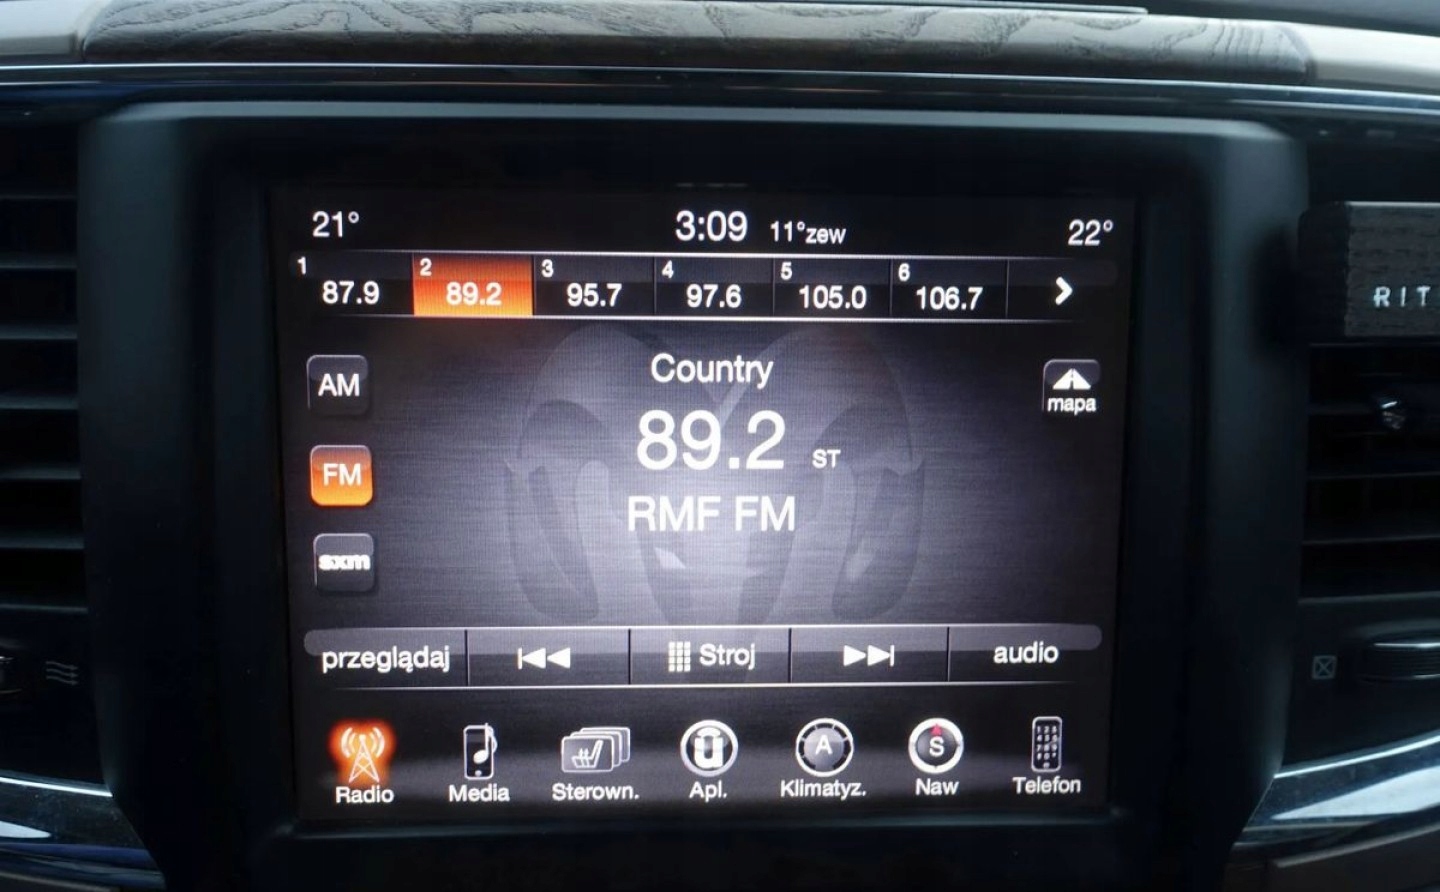 21° 3:09 11°zew 22°
1 2 3 4 5 6
87.9 89.2 95.7 97.6 105.0 106.7
Country
AM
mapa
89.2 ST
FM
RMF FM
sxm
przeglądaj Stroj audio
A S
Radio Media Sterown. Apl. Klimatyz. Naw Telefon